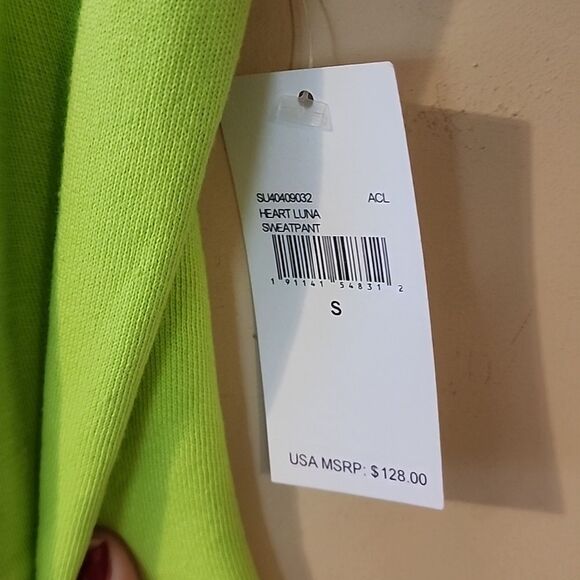 SU40409032 ACL
HEART LUNA
SWEATPANT
1 91141 54831 2
S
USA MSRP: $128.00